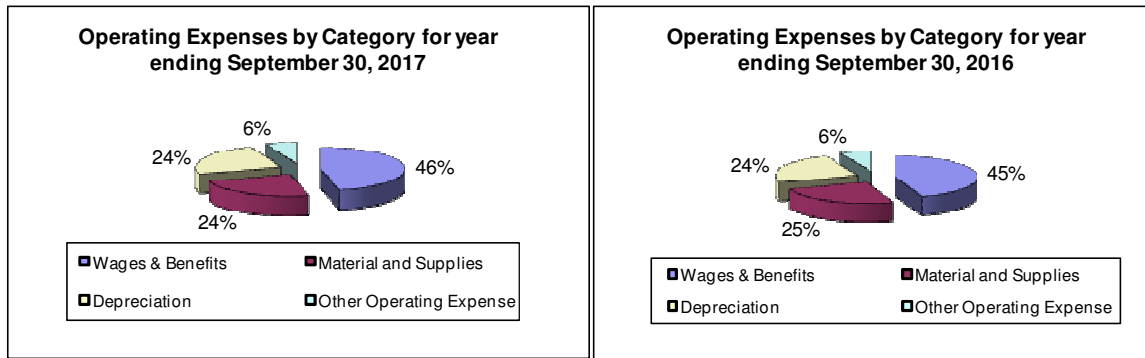 Operating Expenses by Category for year
ending September 30, 2017
6%
24%
46%
24%
Wages & Benefits
Material and Supplies
Depreciation
Other Operating Expense
Operating Expenses by Category for year
ending September 30, 2016
6%
24%
45%
25%
Wages & Benefits
Material and Supplies
Depreciation
Other Operating Expense